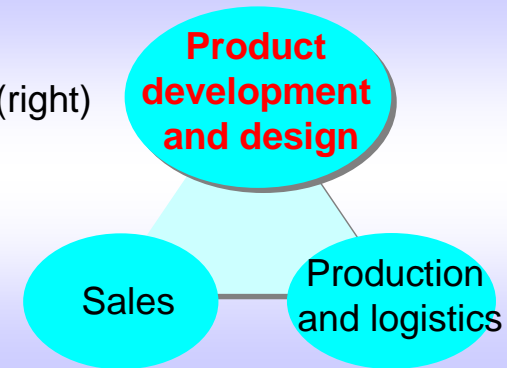 (right)
Product
development
and design
Sales
Production
and logistics